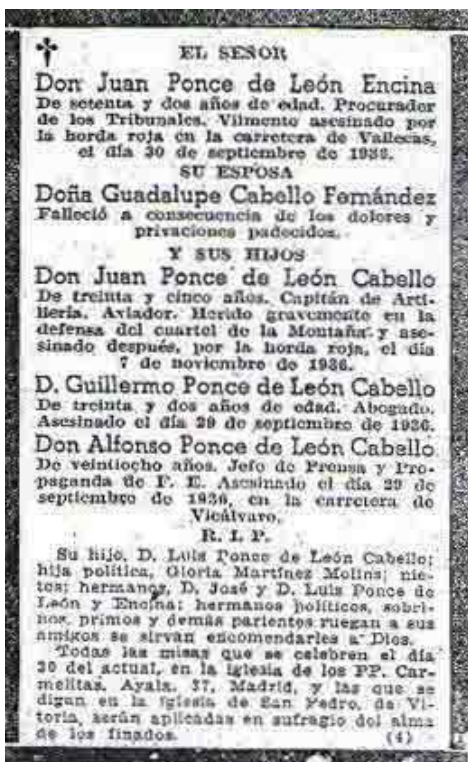 EL SEÑOR
Don Juan Ponce de León Encina
De setenta y dos años de edad. Procurador
de los Tribunales. Vilmente asesinado por
la horda roja en la carretera de Vallecas,
el día 30 de septiembre de 1936.
SU ESPOSA
Doña Guadalupe Cabello Fernández
Falleció a consecuencia de los dolores y
privaciones padecidos.
Y SUS HIJOS
Don Juan Ponce de León Cabello
De treinta y cinco años. Capitán de Arti-
llería. Aviador. Herido gravemente en la
defensa del cuartel de la Montaña y ase-
sinado después, por la horda roja, el día
7 de noviembre de 1936.
D. Guillermo Ponce de León Cabello
De treinta y dos años de edad. Abogado.
Asesinado el día 29 de septiembre de 1936.
Don Alfonso Ponce de León Cabello
De veintiocho años. Jefe de Prensa y Pro-
paganda de F. E. Asesinado el día 29 de
septiembre de 1936, en la carretera de
Vicálvaro.
R. I. P.
Su hijo, D. Luis Ponce de León Cabello;
hija política, Gloria Martínez Molins; nie-
tos; hermanos, D. José y D. Luis Ponce de
León y Encina; hermanos políticos, sobri-
nos, primos y demás parientes ruegan a sus
amigos se sirvan encomendarles a Dios.
Todas las misas que se celebren el día
30 del actual, en la iglesia de los PP. Car-
melitas, Ayala, 37, Madrid, y las que se
digan en la iglesia de San Pedro, de Vi-
toria, serán aplicadas en sufragio del alma
de los finados. (4)